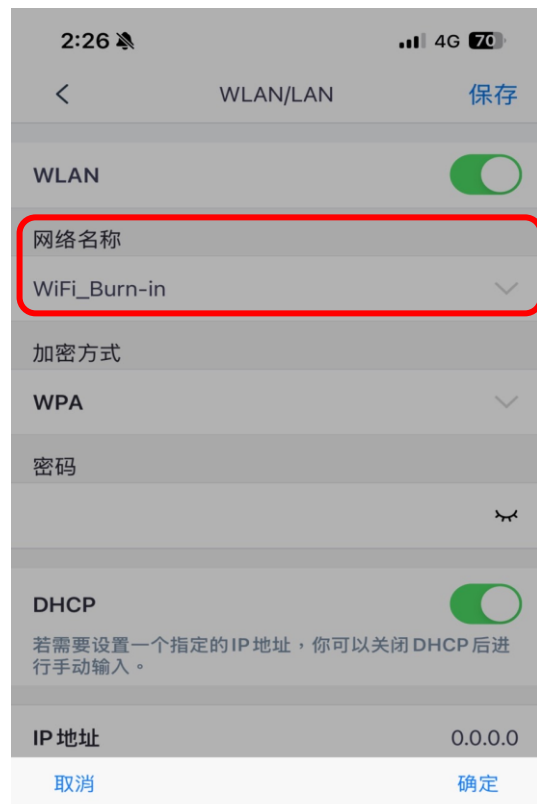 2:26 4G 70
WLAN/LAN 保存
WLAN
网络名称
WiFi_Burn-in
加密方式
WPA
密码
DHCP
若需要设置一个指定的IP地址，你可以关闭DHCP后进
行手动输入。
IP地址 0.0.0.0
取消 确定